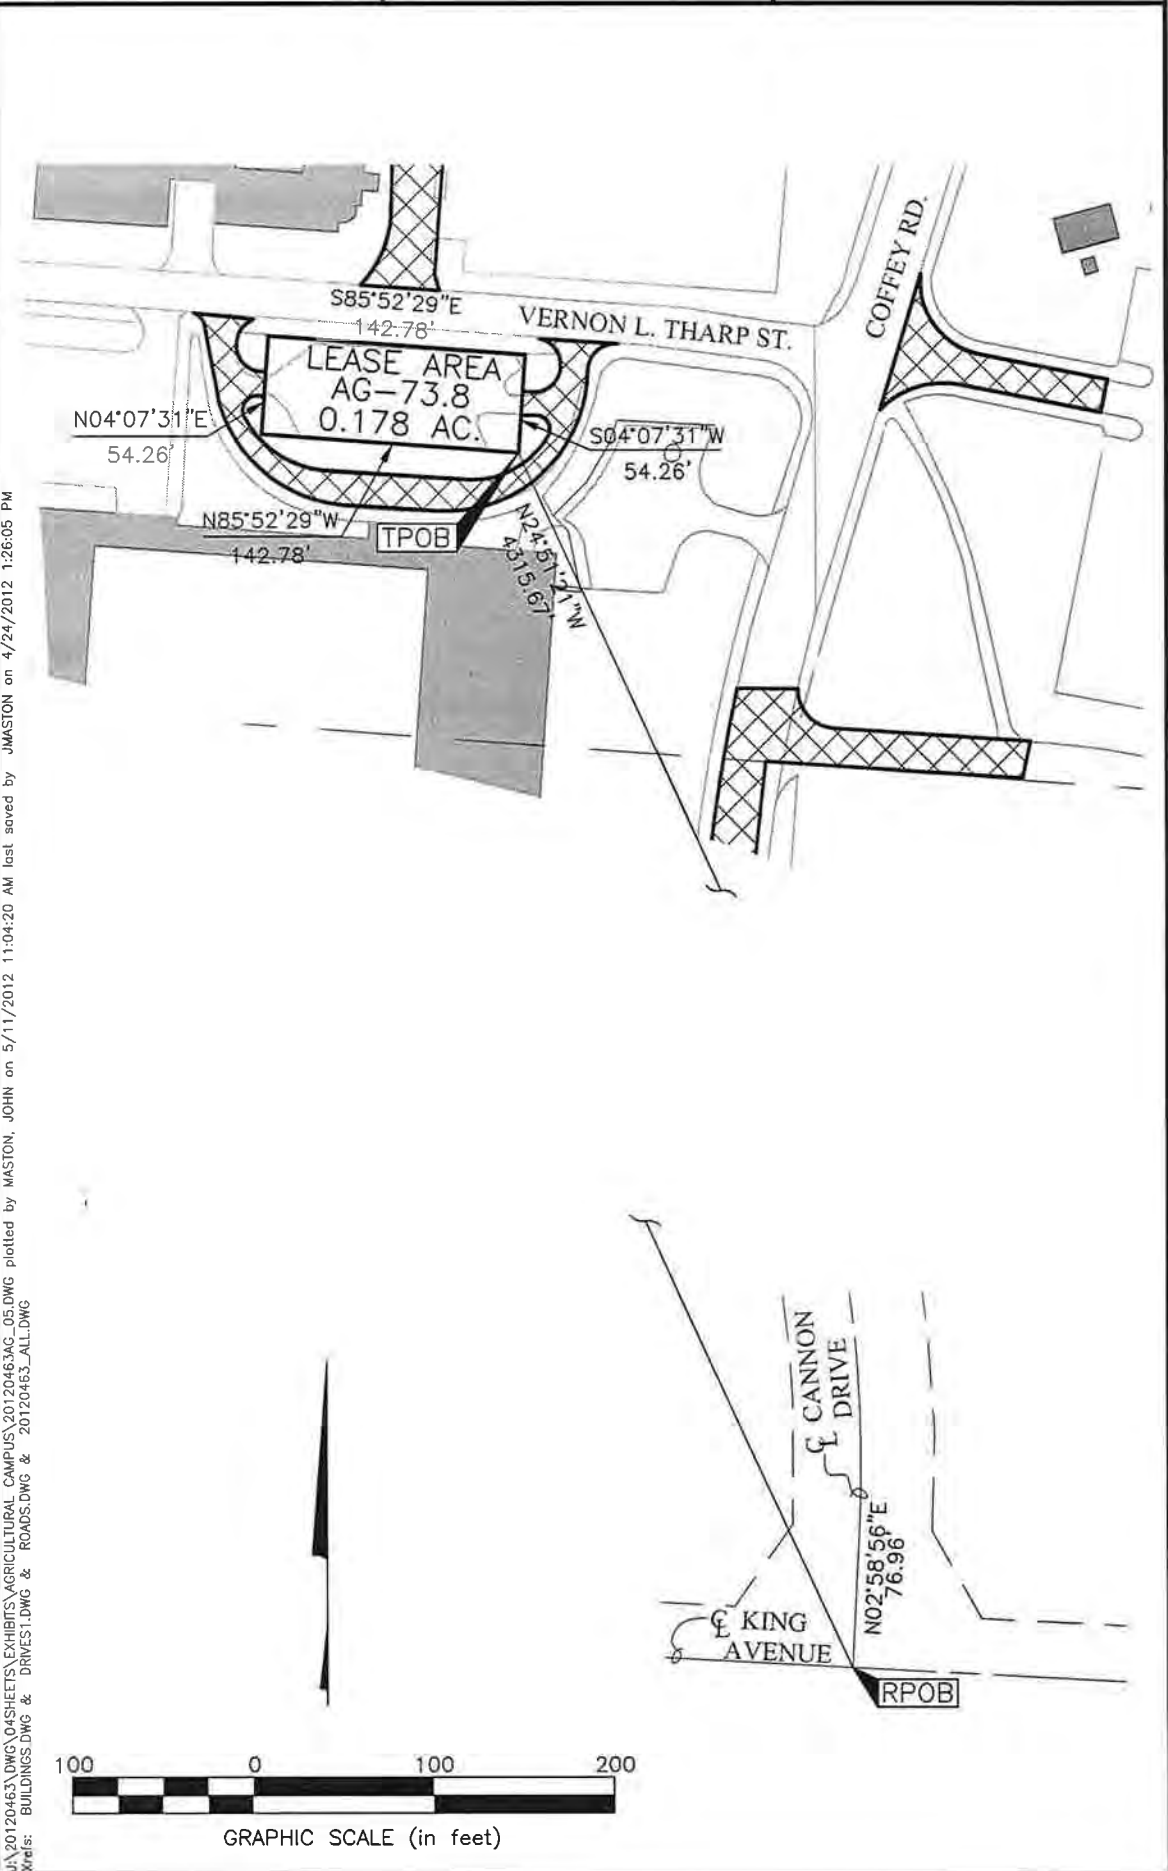 COFFEY RD.
S85°52'29"E
142.78'
VERNON L. THARP ST.
LEASE AREA
AG-73.8
0.178 AC.
N04°07'31"E
54.26'
S04°07'31"W
54.26'
N85°52'29"W
142.78'
TPOB
N24°51'21"W
4315.67'
J:\20120463\DWG\04SHEETS\EXHIBITS\AGRICULTURAL CAMPUS\20120463AG_05.DWG plotted by MASTON, JOHN on 5/11/2012 11:04:20 AM last saved by JMASTON on 4/24/2012 1:26:05 PM
Xrefs: BUILDINGS.DWG & DRIVES1.DWG & ROADS.DWG & 20120463_ALL.DWG
℄ CANNON
DRIVE
N02°58'56"E
76.96'
℄ KING
AVENUE
RPOB
100 0 100 200
GRAPHIC SCALE (in feet)